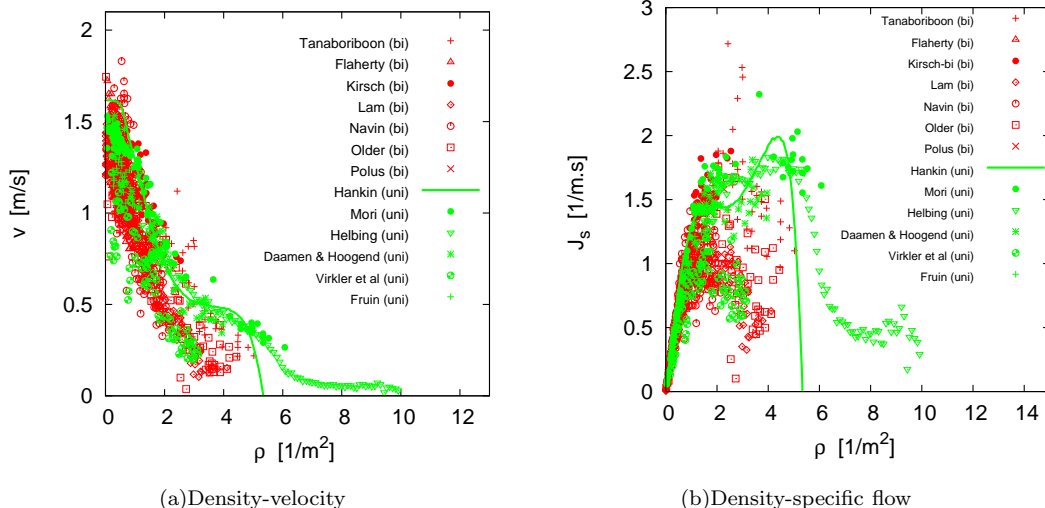 2
1.5
1
0.5
0
0 2 4 6 8 10 12
v [m/s]
ρ [1/m²]
Tanaboriboon (bi)
Flaherty (bi)
Kirsch (bi)
Lam (bi)
Navin (bi)
Older (bi)
Polus (bi)
Hankin (uni)
Mori (uni)
Helbing (uni)
Daamen & Hoogend (uni)
Virkler et al (uni)
Fruin (uni)
(a)Density-velocity
3
2.5
2
1.5
1
0.5
0
0 2 4 6 8 10 12 14
Jₛ [1/m.s]
ρ [1/m²]
Tanaboriboon (bi)
Flaherty (bi)
Kirsch-bi (bi)
Lam (bi)
Navin (bi)
Older (bi)
Polus (bi)
Hankin (uni)
Mori (uni)
Helbing (uni)
Daamen & Hoogend (uni)
Virkler et al (uni)
Fruin (uni)
(b)Density-specific flow